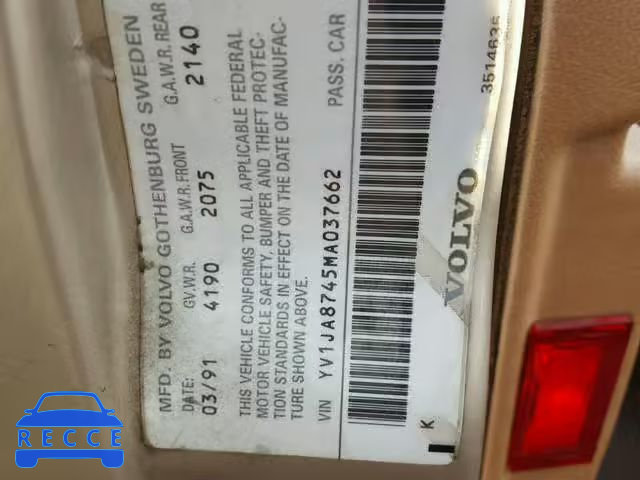 MFD. BY VOLVO GOTHENBURG SWEDEN
DATE: G.V.W.R. G.A.W.R. FRONT G.A.W.R. REAR
03/91 4190 2075 2140
THIS VEHICLE CONFORMS TO ALL APPLICABLE FEDERAL
MOTOR VEHICLE SAFETY, BUMPER AND THEFT PROTEC-
TION STANDARDS IN EFFECT ON THE DATE OF MANUFAC-
TURE SHOWN ABOVE.
VIN YV1JA8745MA037662 PASS. CAR
K
VOLVO
3514636
RECCE